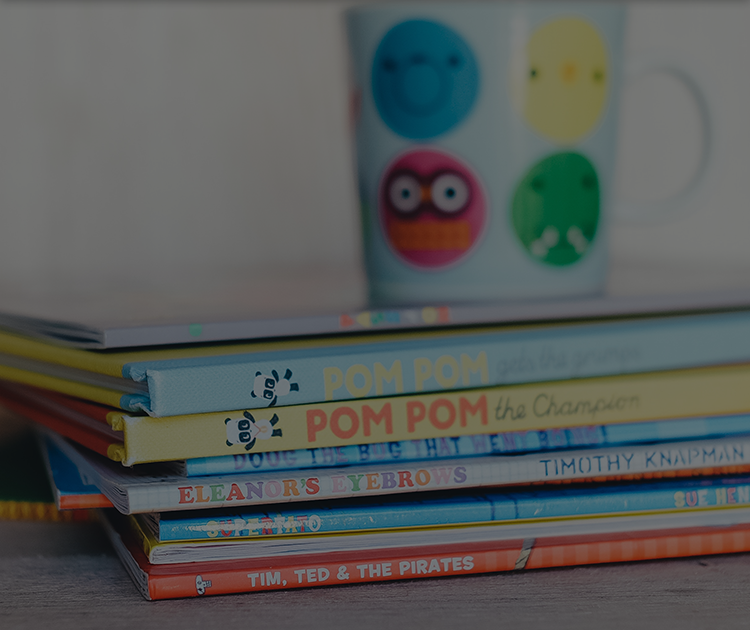 POM POM gets the grumps
POM POM the Champion
DOUG THE BUG THAT WENT BOING
ELEANOR'S EYEBROWS TIMOTHY KNAPMAN
SUPERTATO SUE HEN
TIM, TED & THE PIRATES